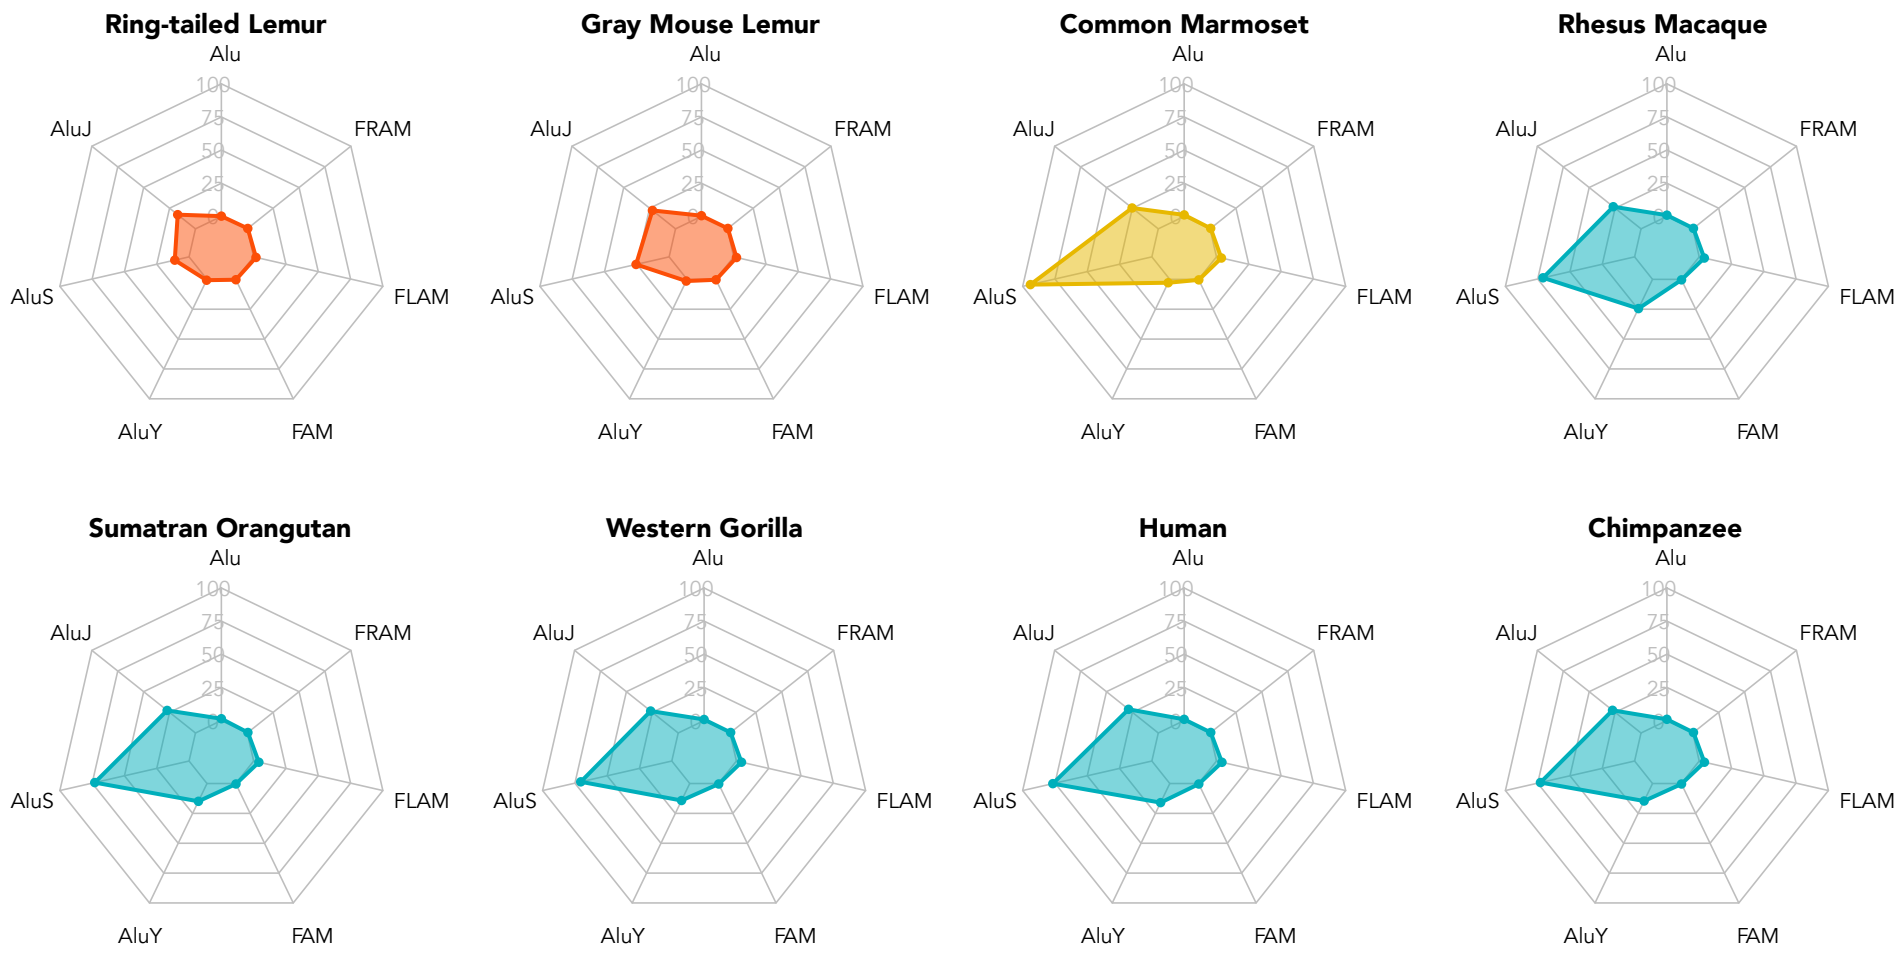 Ring-tailed Lemur
Alu
100
75
50
25
0
AluJ
FRAM
AluS
FLAM
AluY
FAM
Gray Mouse Lemur
Alu
100
75
50
25
0
AluJ
FRAM
AluS
FLAM
AluY
FAM
Common Marmoset
Alu
100
75
50
25
0
AluJ
FRAM
AluS
FLAM
AluY
FAM
Rhesus Macaque
Alu
100
75
50
25
0
AluJ
FRAM
AluS
FLAM
AluY
FAM
Sumatran Orangutan
Alu
100
75
50
25
0
AluJ
FRAM
AluS
FLAM
AluY
FAM
Western Gorilla
Alu
100
75
50
25
0
AluJ
FRAM
AluS
FLAM
AluY
FAM
Human
Alu
100
75
50
25
0
AluJ
FRAM
AluS
FLAM
AluY
FAM
Chimpanzee
Alu
100
75
50
25
0
AluJ
FRAM
AluS
FLAM
AluY
FAM